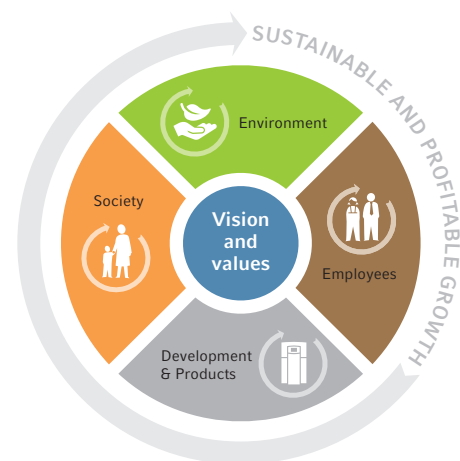 SUSTAINABLE AND PROFITABLE GROWTH
Environment
Society
Vision
and
values
Employees
Development
& Products